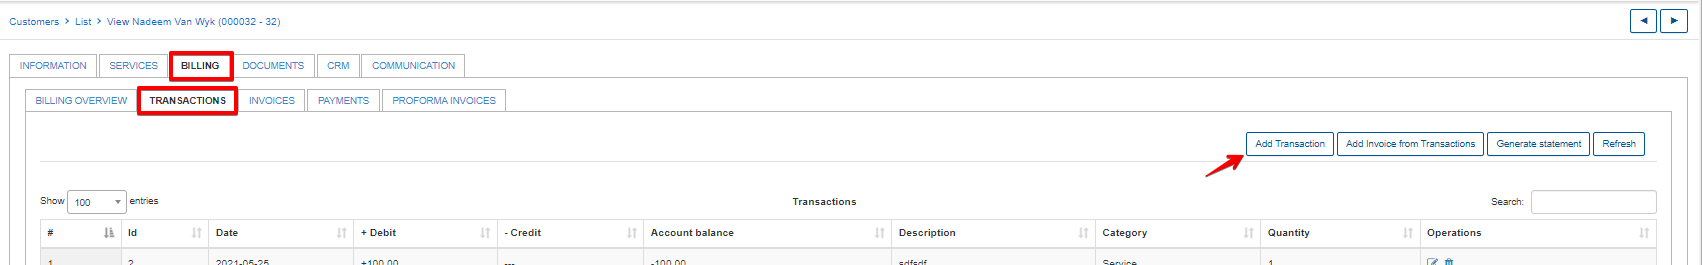 Customers > List > View Nadeem Van Wyk (000032 - 32)
INFORMATION SERVICES BILLING DOCUMENTS CRM COMMUNICATION
BILLING OVERVIEW TRANSACTIONS INVOICES PAYMENTS PROFORMA INVOICES
Add Transaction Add Invoice from Transactions Generate statement Refresh
Show 100 entries Transactions Search:
# Id Date + Debit - Credit Account balance Description Category Quantity Operations
1 2 2021-05-25 +100.00 --- -100.00 sdfsdf Service 1